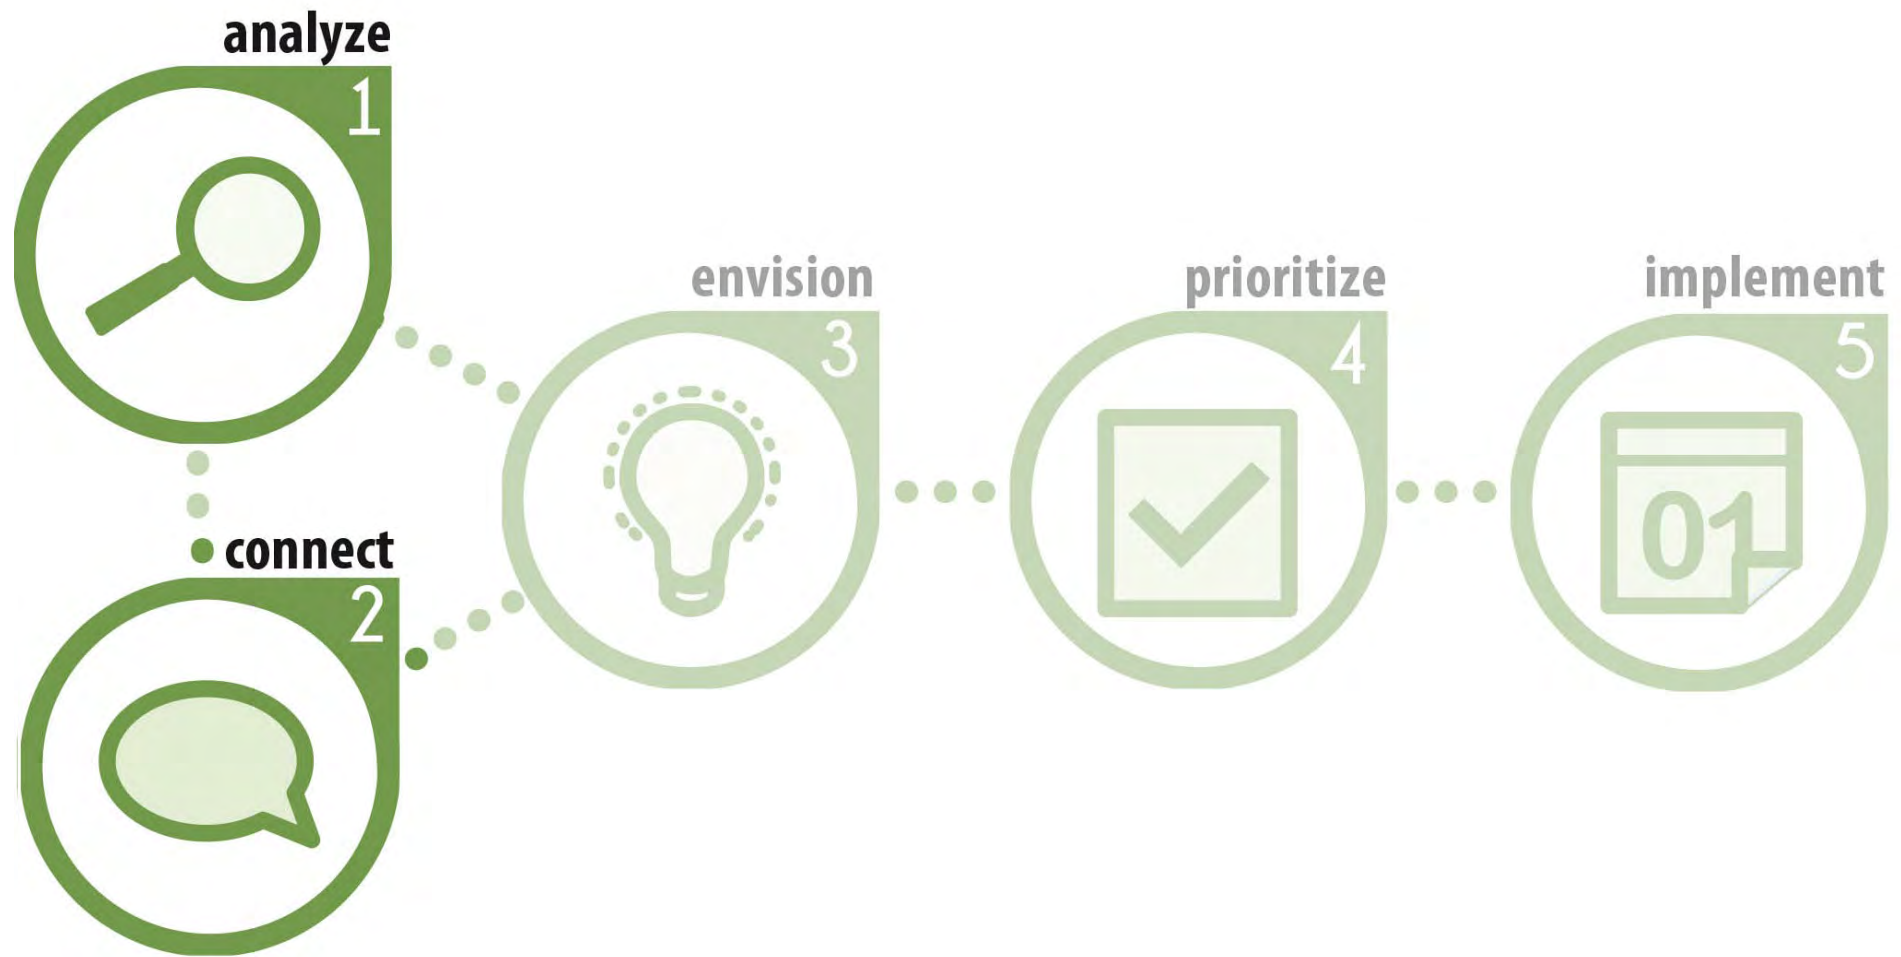 analyze
1
connect
2
envision
3
prioritize
4
implement
5
01